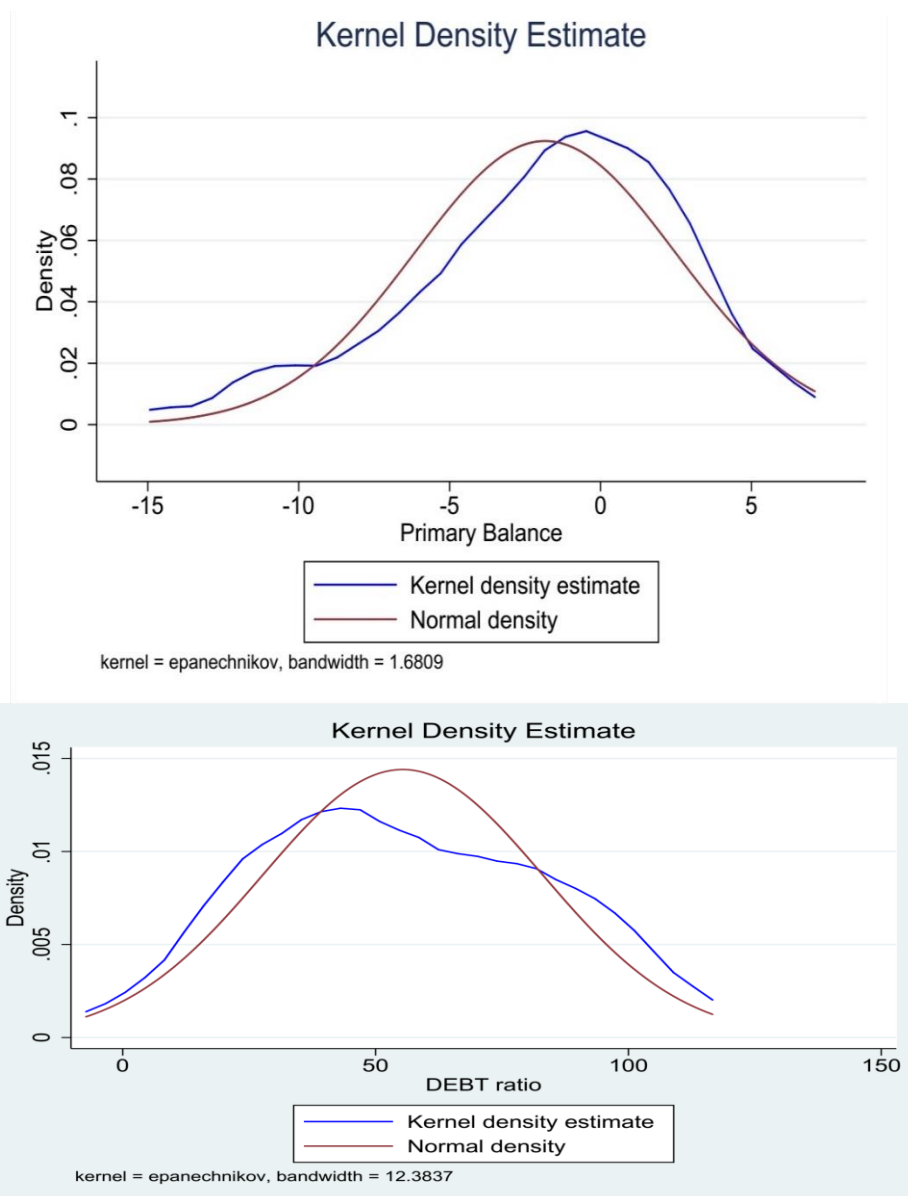 Kernel Density Estimate
.1
.08
.06
.04
.02
0
Density
-15 -10 -5 0 5
Primary Balance
Kernel density estimate
Normal density
kernel = epanechnikov, bandwidth = 1.6809
Kernel Density Estimate
.015
.01
.005
0
Density
0 50 100 150
DEBT ratio
Kernel density estimate
Normal density
kernel = epanechnikov, bandwidth = 12.3837